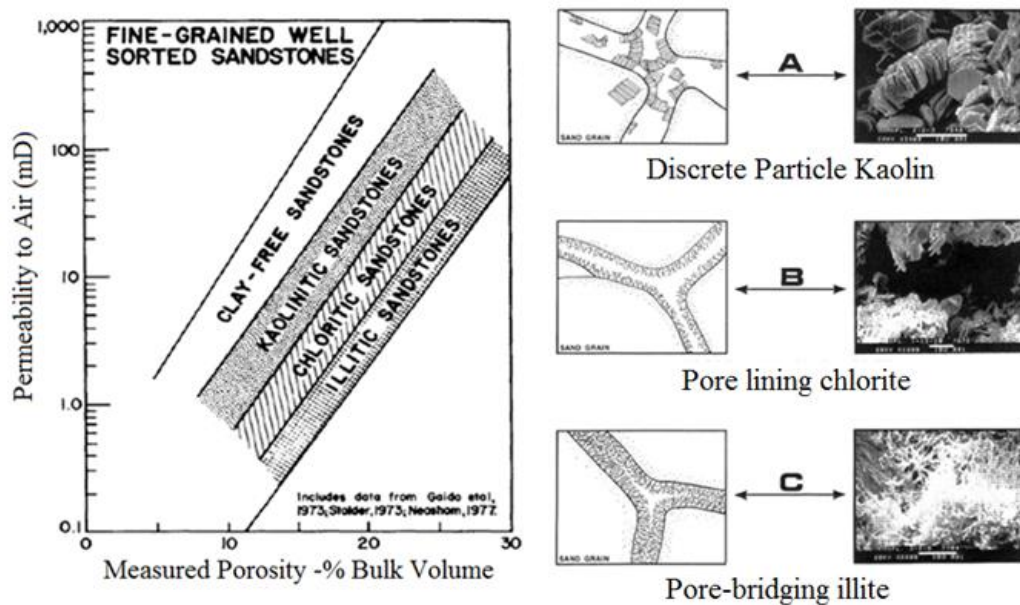 1,000
100
10
1.0
0.1
Permeability to Air (mD)
FINE-GRAINED WELL
SORTED SANDSTONES
CLAY-FREE SANDSTONES
KAOLINITIC SANDSTONES
CHLORITIC SANDSTONES
ILLITIC SANDSTONES
Includes data from Gaida etal,
1973;Stalder,1973;Neasham,1977.
0
10
20
30
Measured Porosity -% Bulk Volume
SAND GRAIN
A
Discrete Particle Kaolin
SAND GRAIN
B
Pore lining chlorite
SAND GRAIN
C
Pore-bridging illite